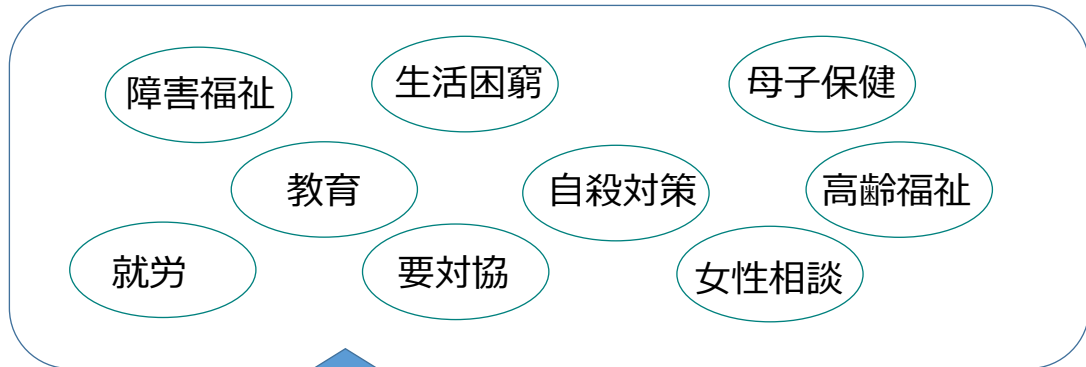 障害福祉
生活困窮
母子保健
教育
自殺対策
高齢福祉
就労
要対協
女性相談